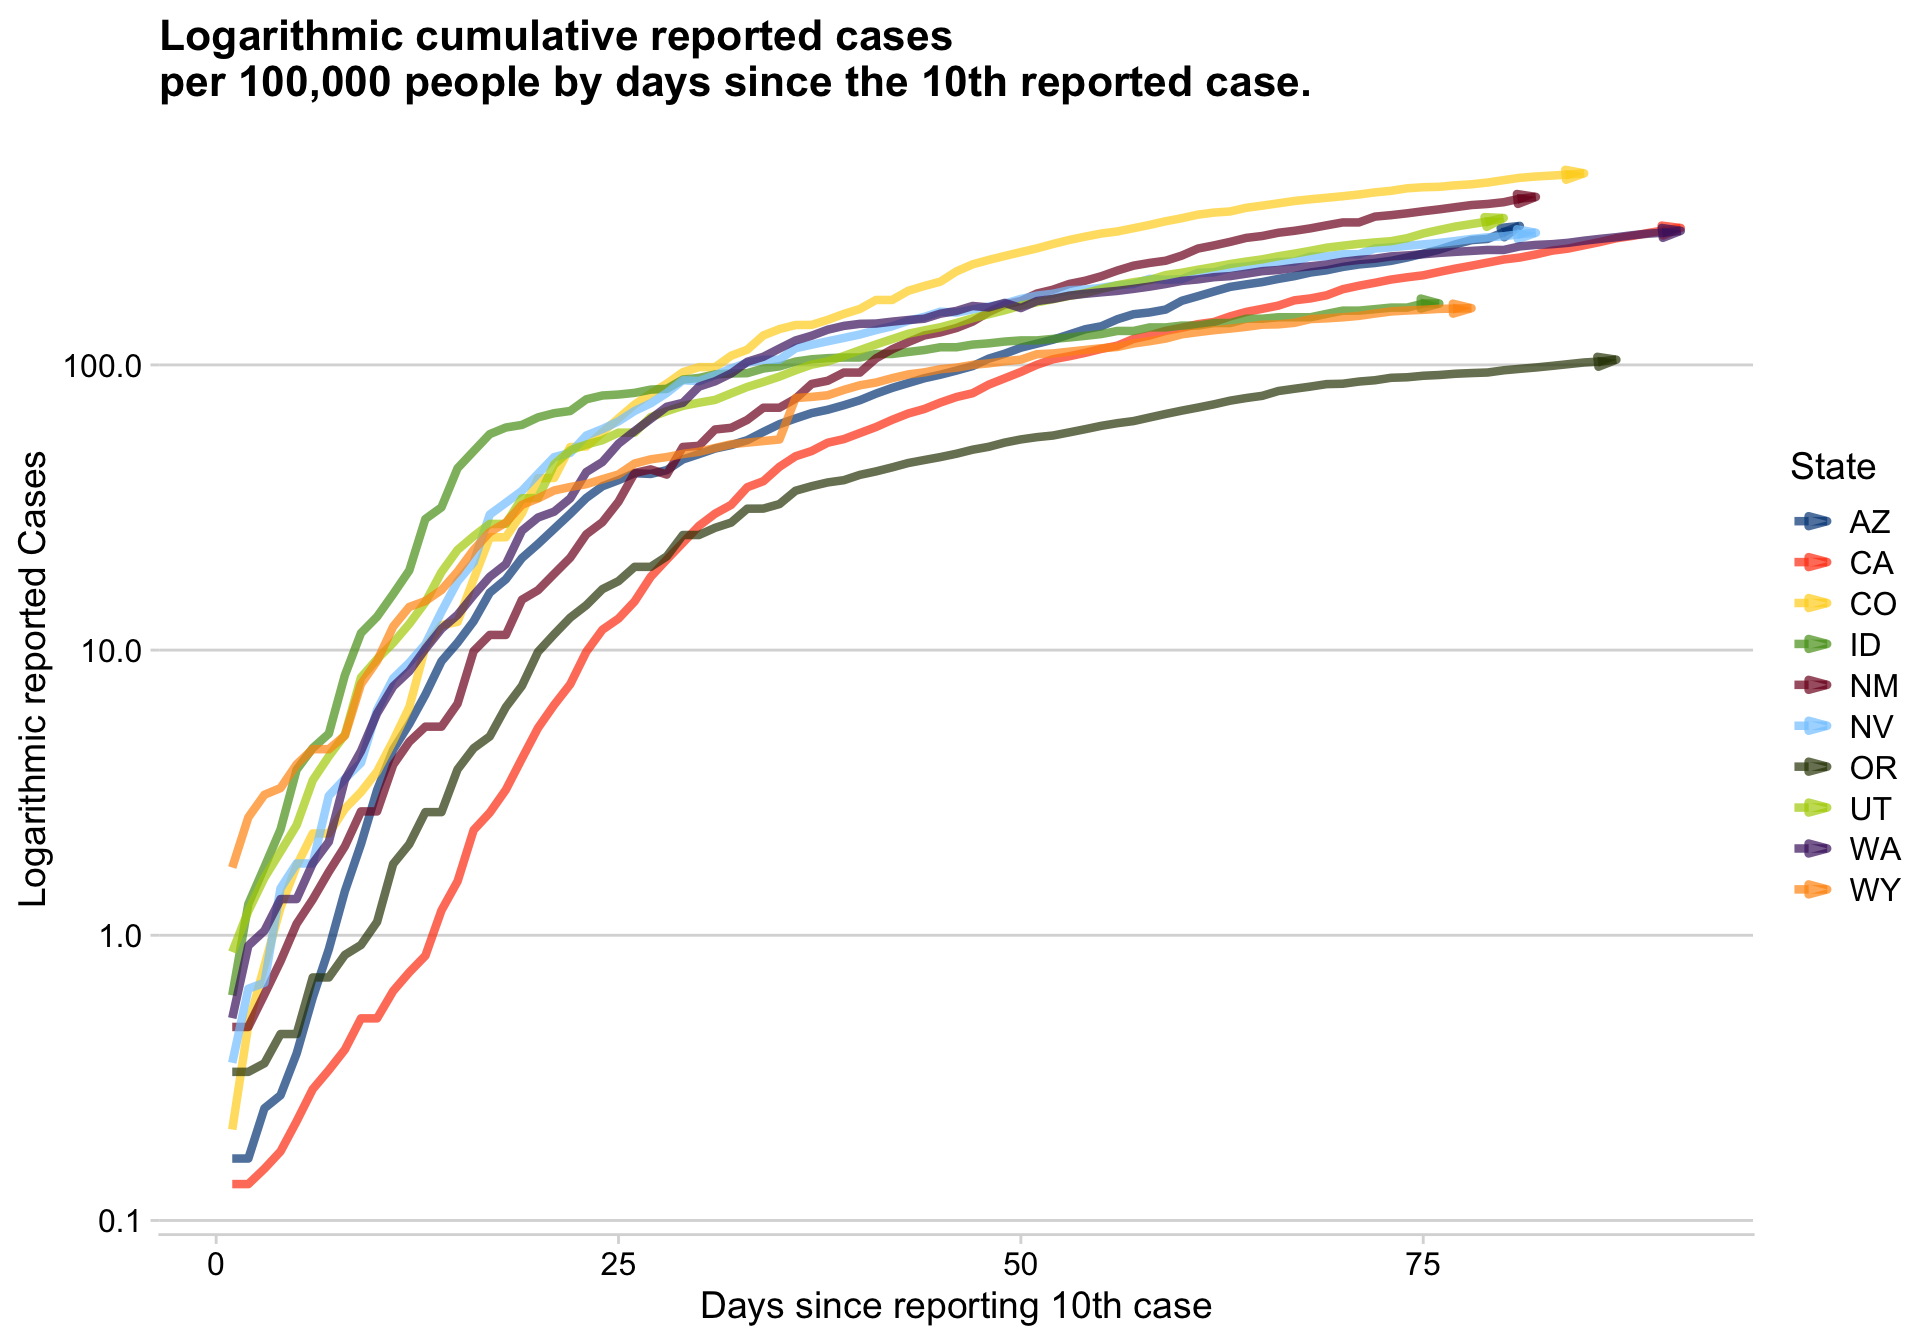 Logarithmic cumulative reported cases
per 100,000 people by days since the 10th reported case.
Logarithmic reported Cases
100.0
10.0
1.0
0.1
0
25
50
75
Days since reporting 10th case
State
AZ
CA
CO
ID
NM
NV
OR
UT
WA
WY